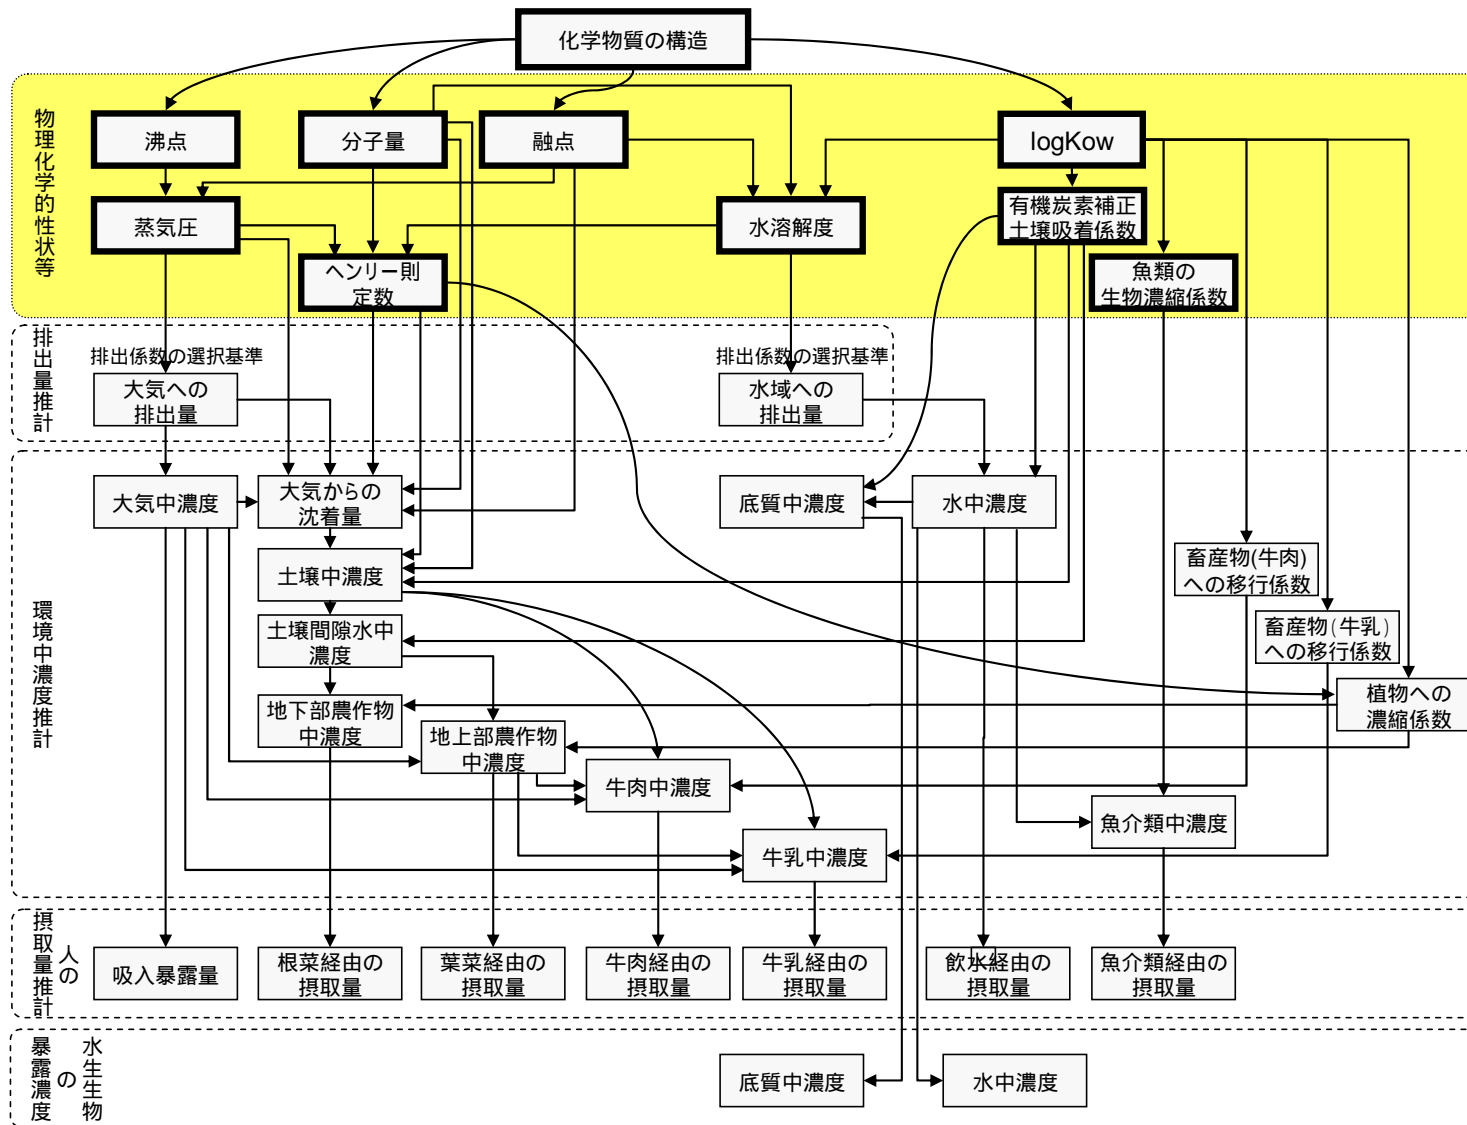 化学物質の構造
物理化学的性状等
沸点
分子量
融点
logKow
蒸気圧
水溶解度
有機炭素補正
土壌吸着係数
ヘンリー則
定数
魚類の
生物濃縮係数
排出量推計
排出係数の選択基準
大気への
排出量
排出係数の選択基準
水域への
排出量
環境中濃度推計
大気中濃度
大気からの
沈着量
底質中濃度
水中濃度
土壌中濃度
畜産物(牛肉)
への移行係数
土壌間隙水中
濃度
畜産物(牛乳)
への移行係数
地下部農作物
中濃度
植物への
濃縮係数
地上部農作物
中濃度
牛肉中濃度
魚介類中濃度
牛乳中濃度
人の
摂取量推計
吸入暴露量
根菜経由の
摂取量
葉菜経由の
摂取量
牛肉経由の
摂取量
牛乳経由の
摂取量
飲水経由の
摂取量
魚介類経由の
摂取量
水生生物
の
暴露濃度
底質中濃度
水中濃度